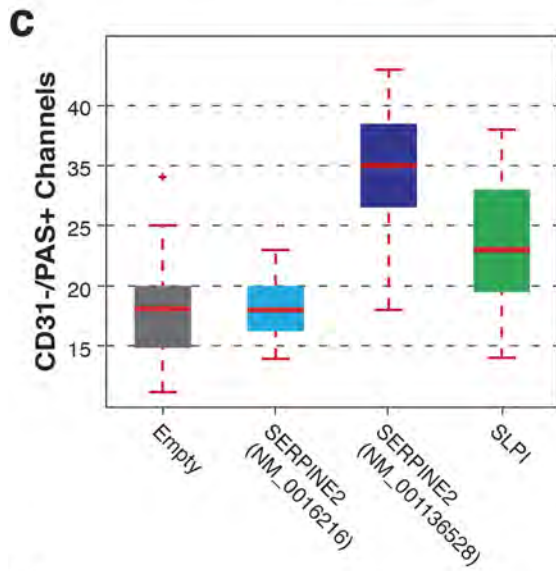 c
CD31-/PAS+ Channels
40
35
25
20
15
Empty
SERPINE2
(NM_0016216)
SERPINE2
(NM_001136528)
SLPI